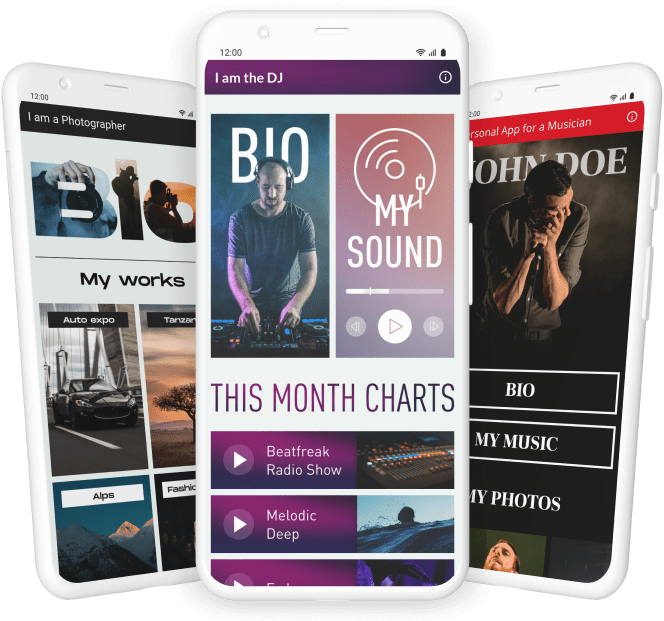 12:00
I am a Photographer
Bio
My works
Auto expo
Tanzan
Alps
Fashio
12:00
I am the DJ
BIO
MY
SOUND
THIS MONTH CHARTS
Beatfreak
Radio Show
Melodic
Deep
2:00
ersonal App for a Musician
JOHN DOE
BIO
MY MUSIC
MY PHOTOS